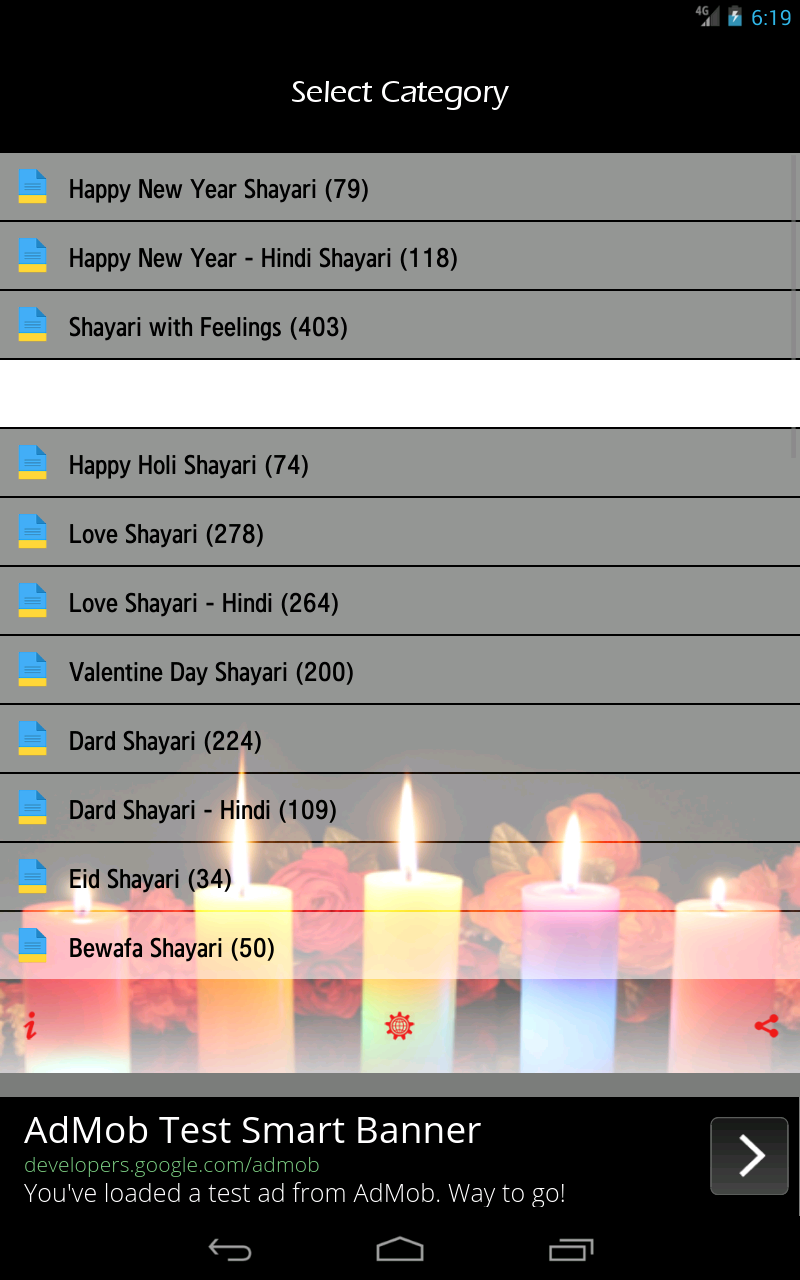 4G
6:19
Select Category
Happy New Year Shayari (79)
Happy New Year - Hindi Shayari (118)
Shayari with Feelings (403)
Happy Holi Shayari (74)
Love Shayari (278)
Love Shayari - Hindi (264)
Valentine Day Shayari (200)
Dard Shayari (224)
Dard Shayari - Hindi (109)
Eid Shayari (34)
Bewafa Shayari (50)
i
AdMob Test Smart Banner
developers.google.com/admob
You've loaded a test ad from AdMob. Way to go!